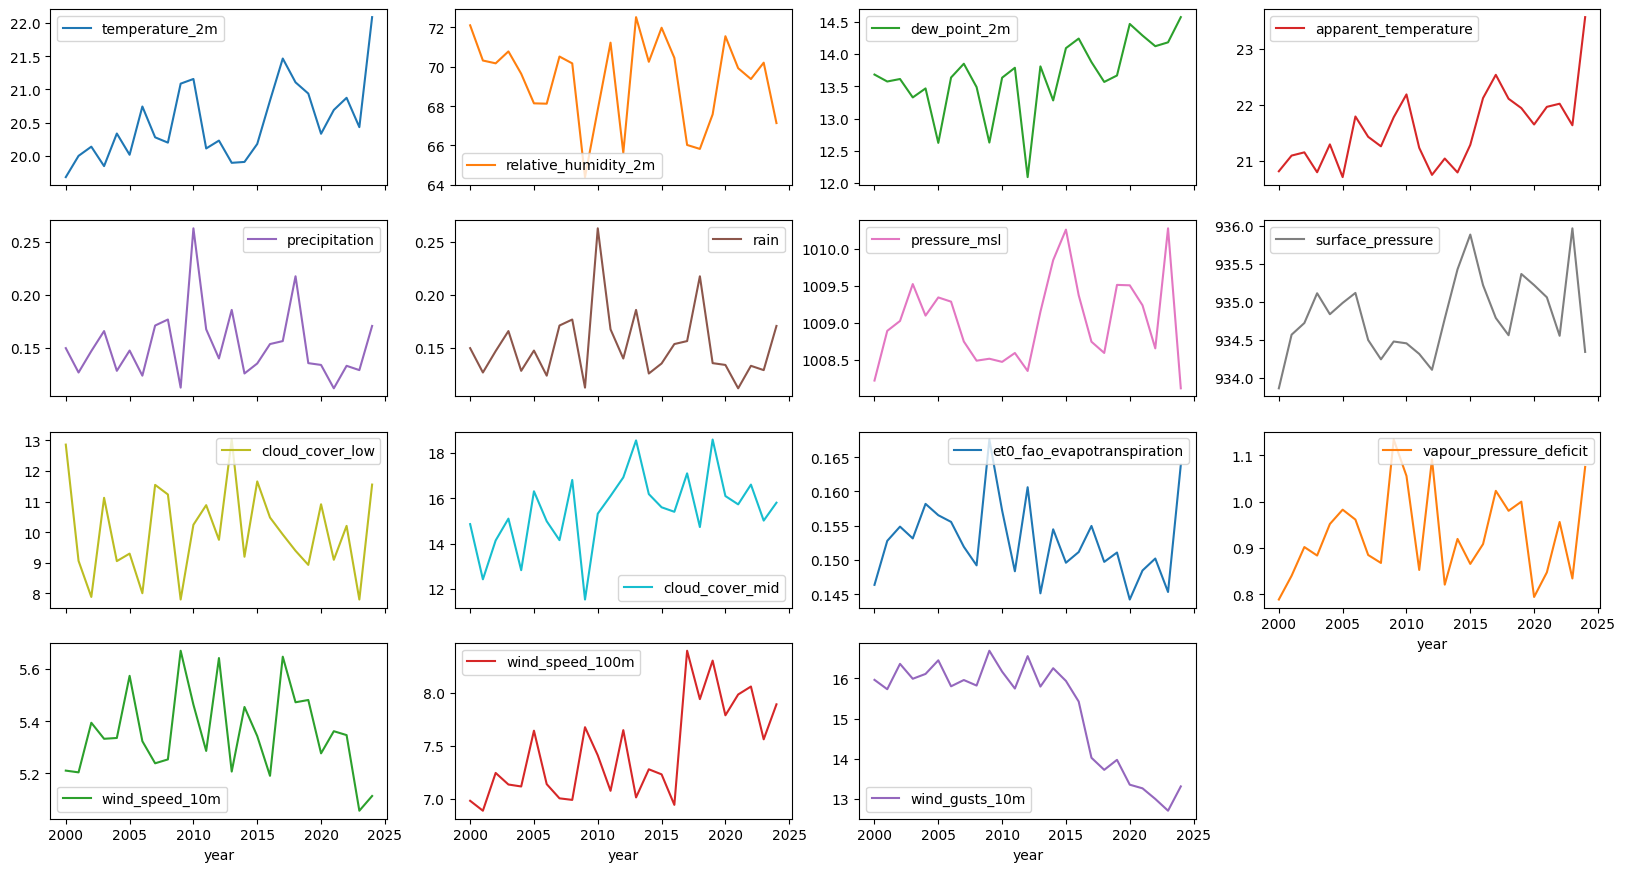 temperature_2m
22.0
21.5
21.0
20.5
20.0
relative_humidity_2m
72
70
68
66
64
dew_point_2m
14.5
14.0
13.5
13.0
12.5
12.0
apparent_temperature
23
22
21
precipitation
0.25
0.20
0.15
rain
0.25
0.20
0.15
pressure_msl
1010.0
1009.5
1009.0
1008.5
surface_pressure
936.0
935.5
935.0
934.5
934.0
cloud_cover_low
13
12
11
10
9
8
cloud_cover_mid
18
16
14
12
et0_fao_evapotranspiration
0.165
0.160
0.155
0.150
0.145
vapour_pressure_deficit
1.1
1.0
0.9
0.8
2000 2005 2010 2015 2020 2025
year
wind_speed_10m
5.6
5.4
5.2
2000 2005 2010 2015 2020 2025
year
wind_speed_100m
8.0
7.5
7.0
2000 2005 2010 2015 2020 2025
year
wind_gusts_10m
16
15
14
13
2000 2005 2010 2015 2020 2025
year